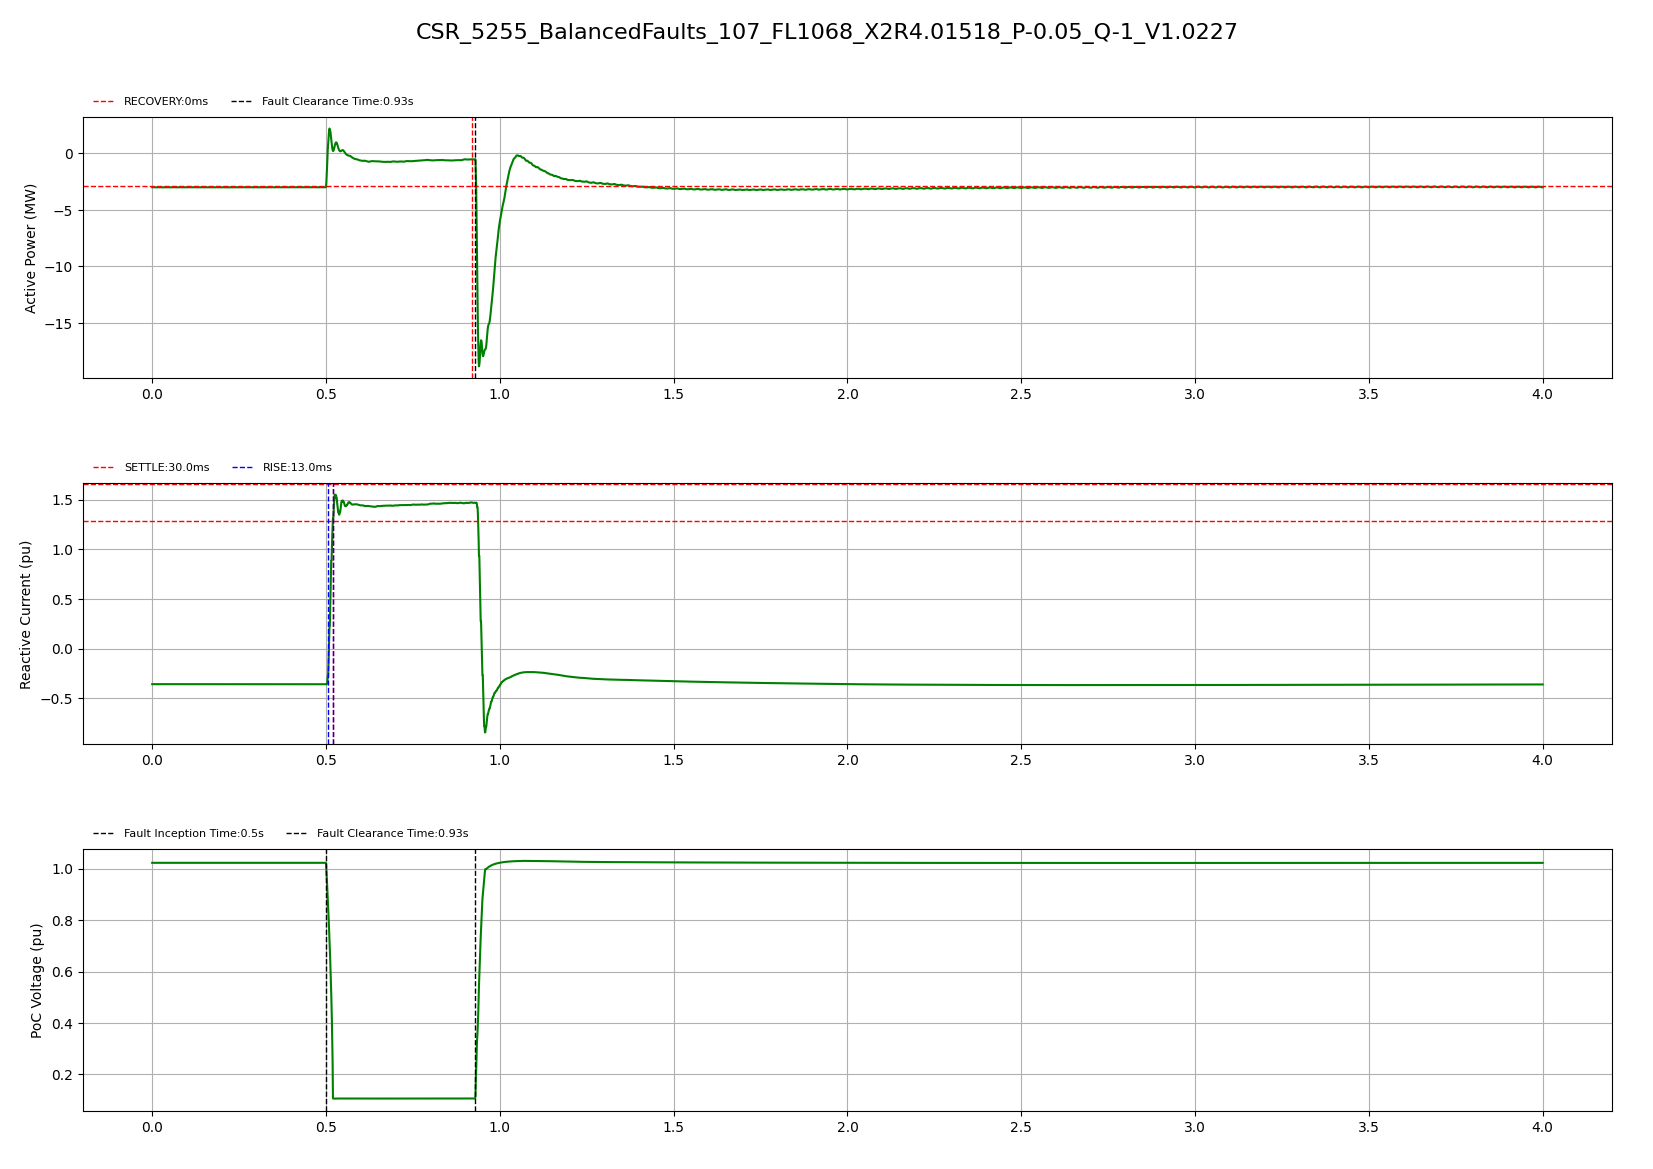 CSR_5255_BalancedFaults_107_FL1068_X2R4.01518_P-0.05_Q-1_V1.0227
RECOVERY:0ms Fault Clearance Time:0.93s
Active Power (MW)
0
−5
−10
−15
0.0 0.5 1.0 1.5 2.0 2.5 3.0 3.5 4.0
SETTLE:30.0ms RISE:13.0ms
Reactive Current (pu)
1.5
1.0
0.5
0.0
−0.5
0.0 0.5 1.0 1.5 2.0 2.5 3.0 3.5 4.0
Fault Inception Time:0.5s Fault Clearance Time:0.93s
PoC Voltage (pu)
1.0
0.8
0.6
0.4
0.2
0.0 0.5 1.0 1.5 2.0 2.5 3.0 3.5 4.0